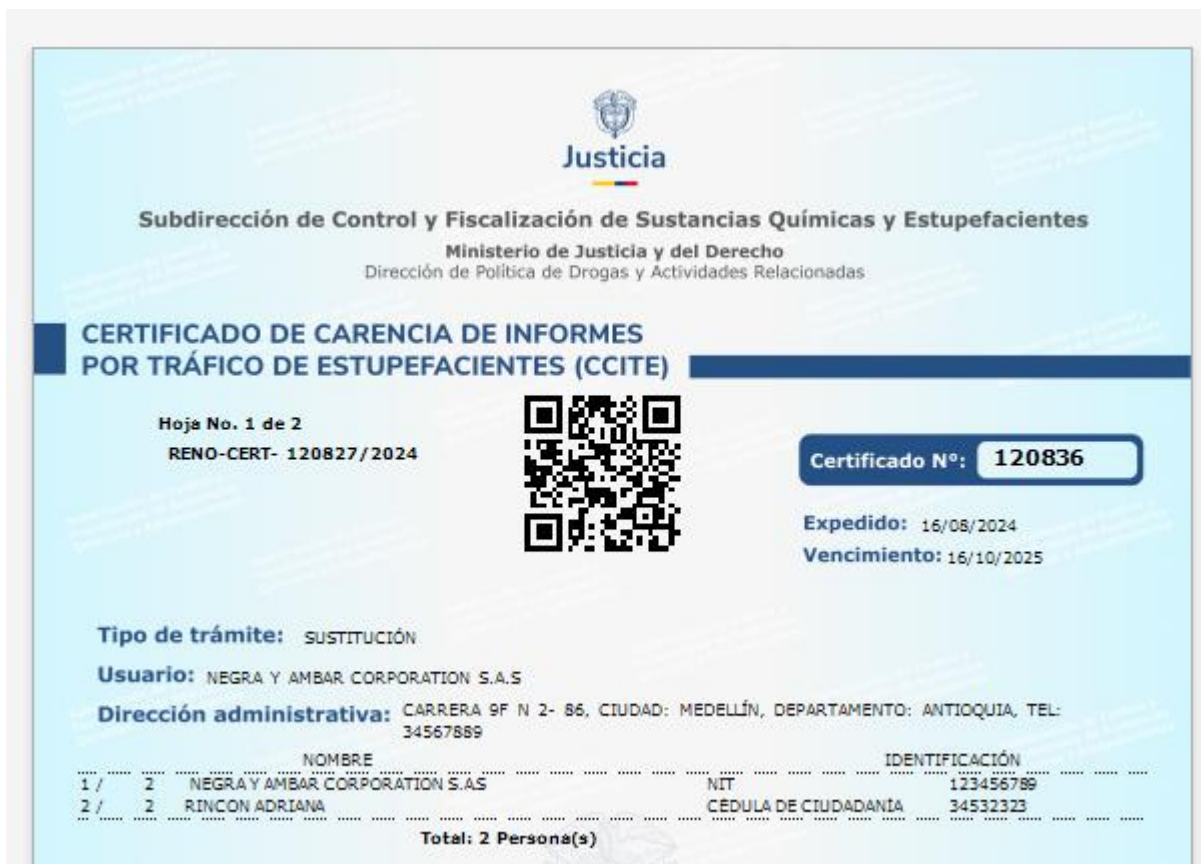 Justicia
Subdirección de Control y Fiscalización de Sustancias Químicas y Estupefacientes
Ministerio de Justicia y del Derecho
Dirección de Política de Drogas y Actividades Relacionadas
CERTIFICADO DE CARENCIA DE INFORMES
POR TRÁFICO DE ESTUPEFACIENTES (CCITE)
Hoja No. 1 de 2
RENO-CERT- 120827/2024
Certificado N°: 120836
Expedido: 16/08/2024
Vencimiento: 16/10/2025
Tipo de trámite: SUSTITUCIÓN
Usuario: NEGRA Y AMBAR CORPORATION S.A.S
Dirección administrativa: CARRERA 9F N 2- 86, CIUDAD: MEDELLÍN, DEPARTAMENTO: ANTIOQUIA, TEL:
34567889
NOMBRE IDENTIFICACIÓN
1 / 2 NEGRA Y AMBAR CORPORATION S.A.S NIT 123456789
2 / 2 RINCON ADRIANA CÉDULA DE CIUDADANÍA 34532323
Total: 2 Persona(s)